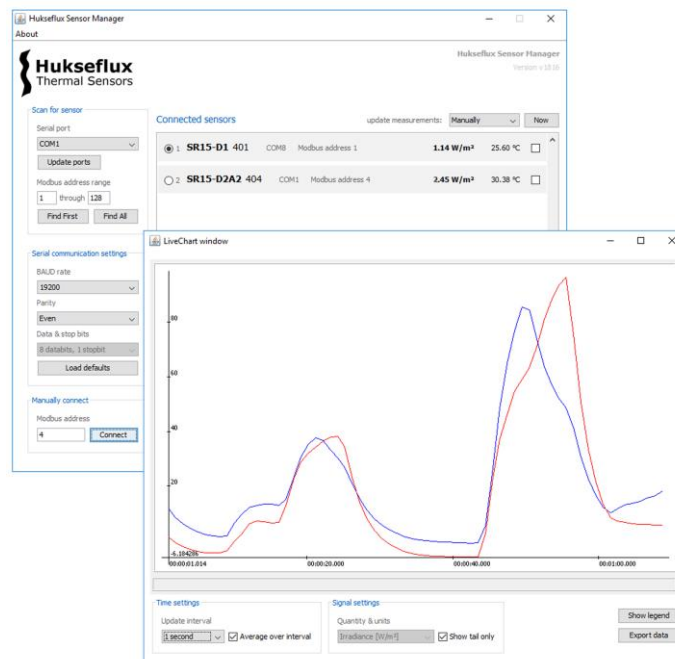 Hukseflux Sensor Manager
About
Hukseflux
Thermal Sensors
Hukseflux Sensor Manager
Scan for sensor
Serial port
COM1
Update ports
Modbus address range
1 through 128
Find First Find All
Connected sensors update measurements: Manually Now
1 SR15-D1 401 COM8 Modbus address 1 1.14 W/m² 25.60 °C
2 SR15-D2A2 404 COM1 Modbus address 4 2.45 W/m² 30.38 °C
Serial communication settings
BAUD rate
19200
Parity
Even
Data & stop bits
8 databits, 1 stopbit
Load defaults
Manually connect
Modbus address
4 Connect
LiveChart window
80
60
40
20
-6.184286
00:00:01.014 00:00:20.000 00:00:40.000 00:01:00.000
Time settings
Update interval
1 second Average over interval
Signal settings
Quantity & units
Irradiance [W/m²] Show tail only
Show legend
Export data